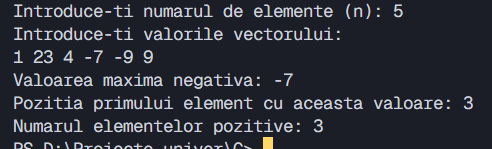 Introduce-ti numarul de elemente (n): 5
Introduce-ti valorile vectorului:
1 23 4 -7 -9 9
Valoarea maxima negativa: -7
Pozitia primului element cu aceasta valoare: 3
Numarul elementelor pozitive: 3
PS D:\Proiecte univer\C>